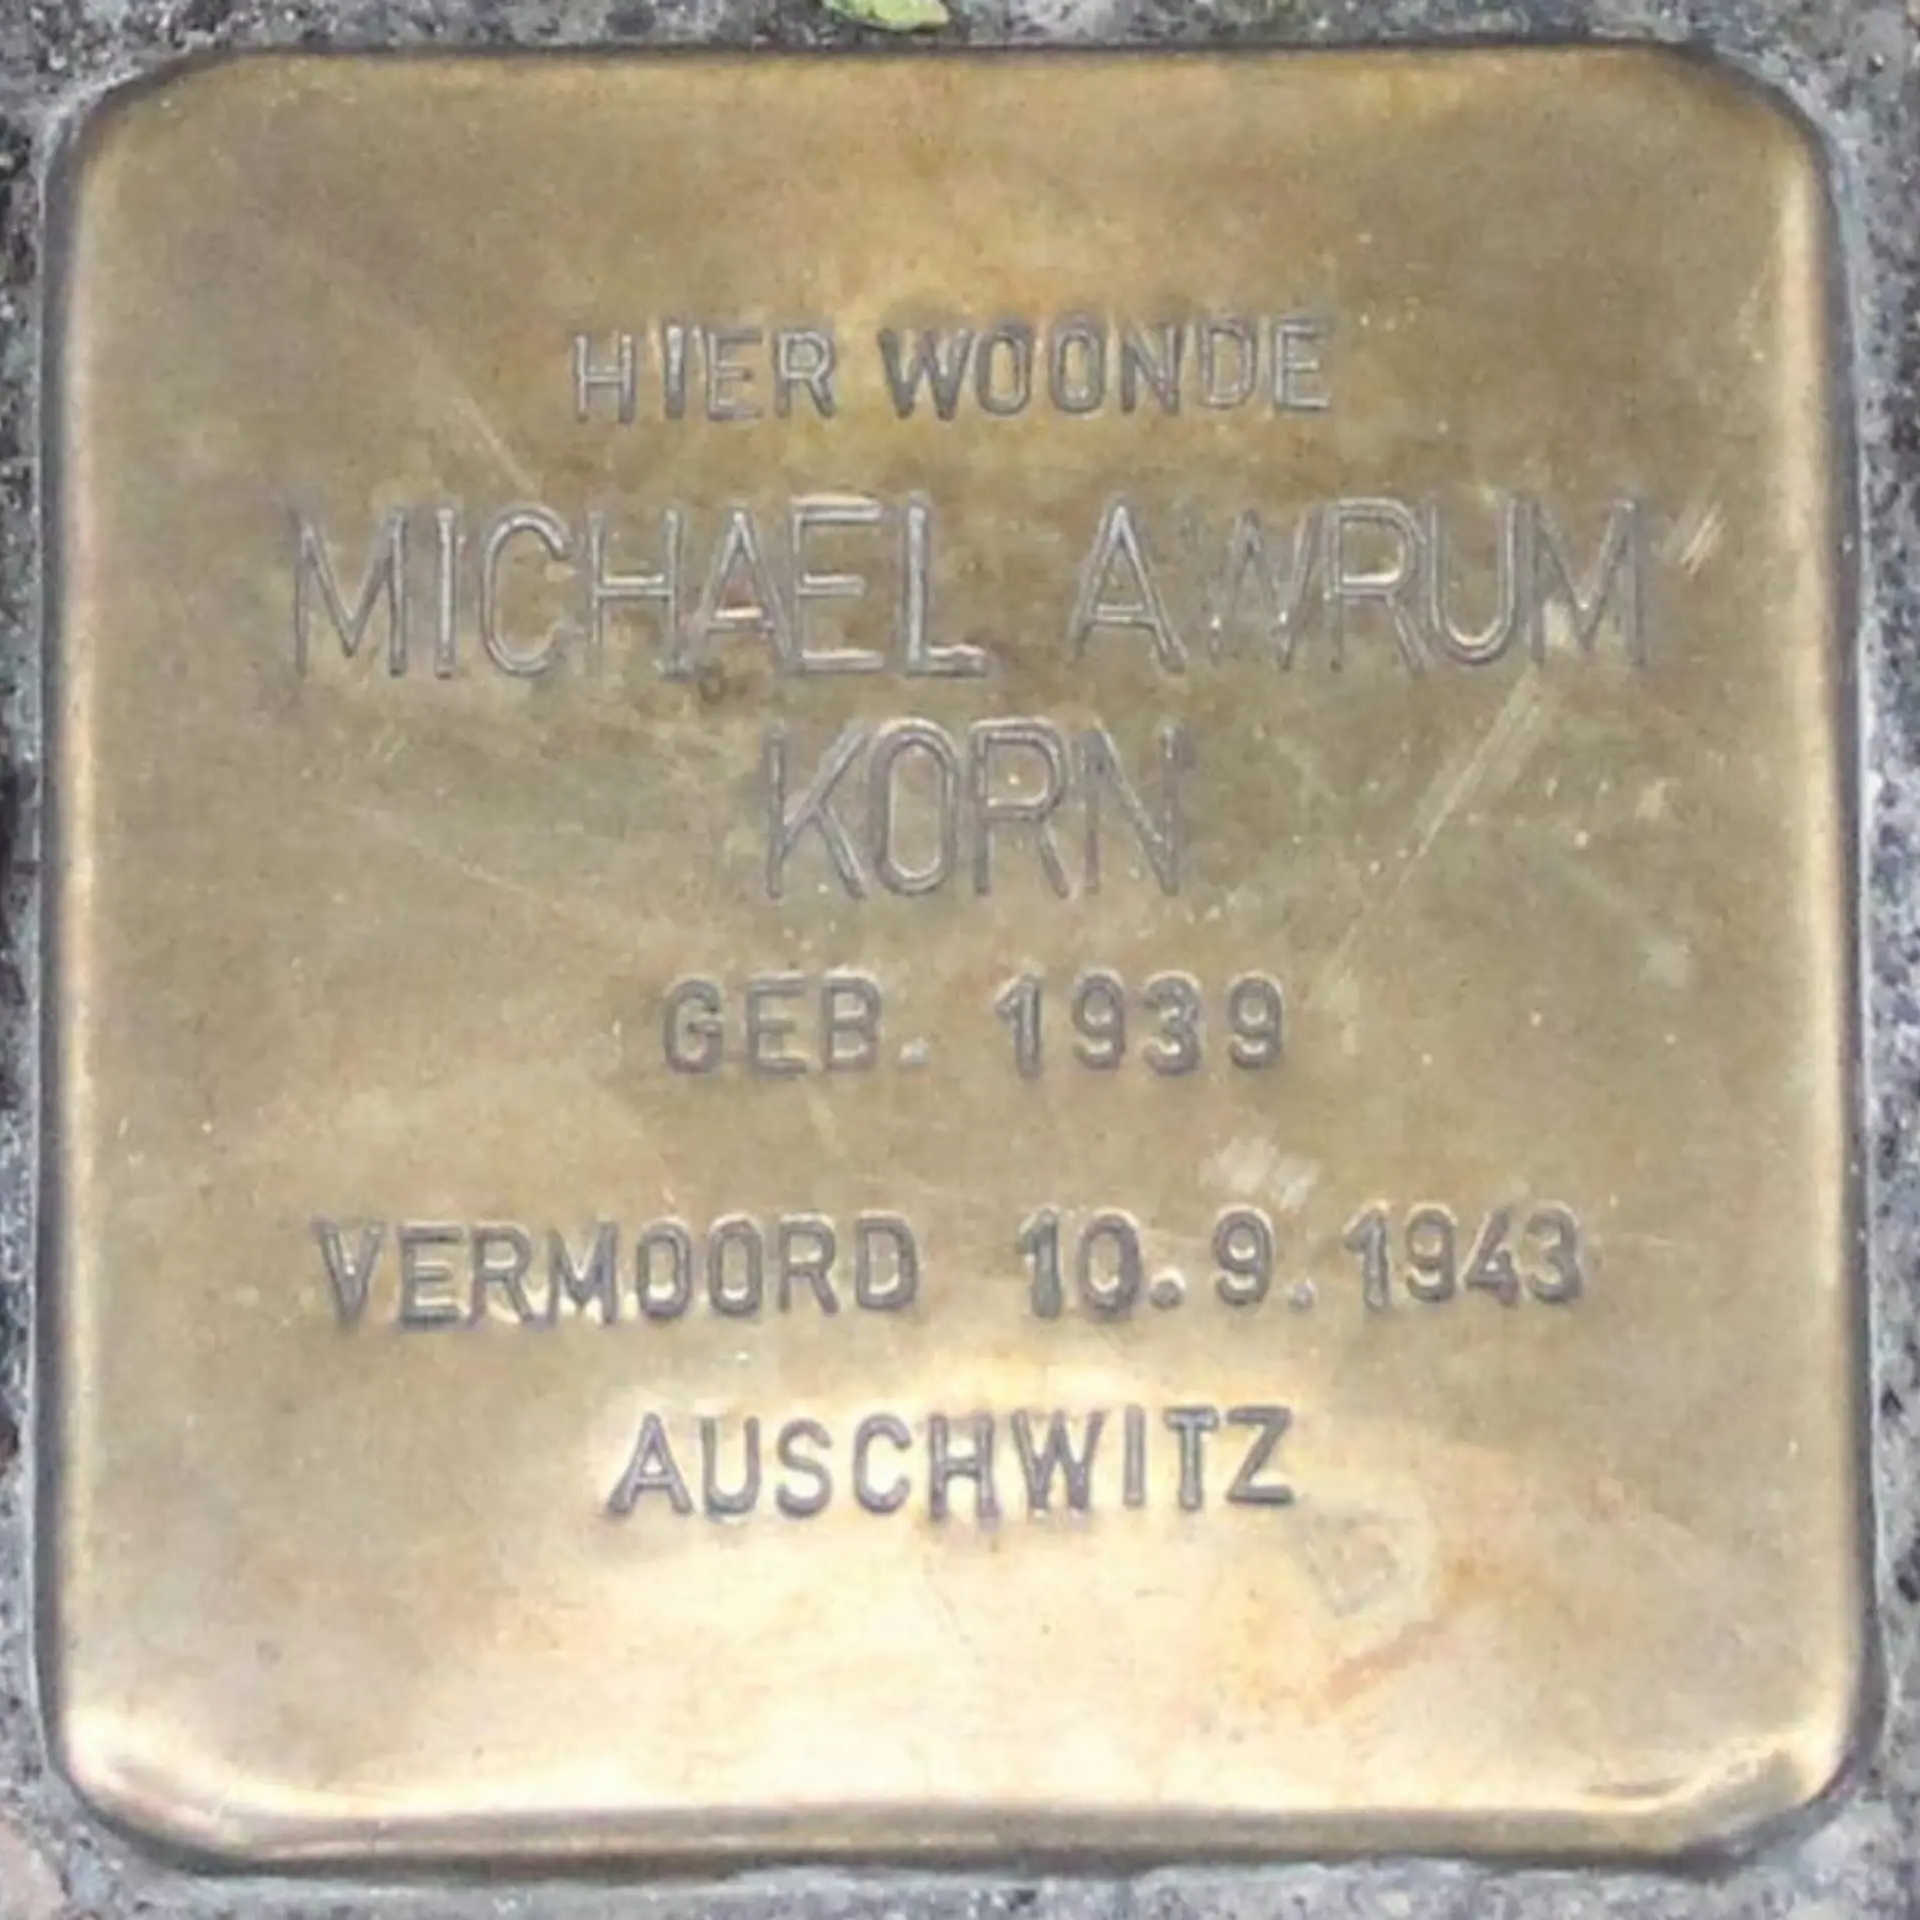 HIER WOONDE
MICHAEL AWRUM
KORN
GEB. 1939
VERMOORD 10.9.1943
AUSCHWITZ